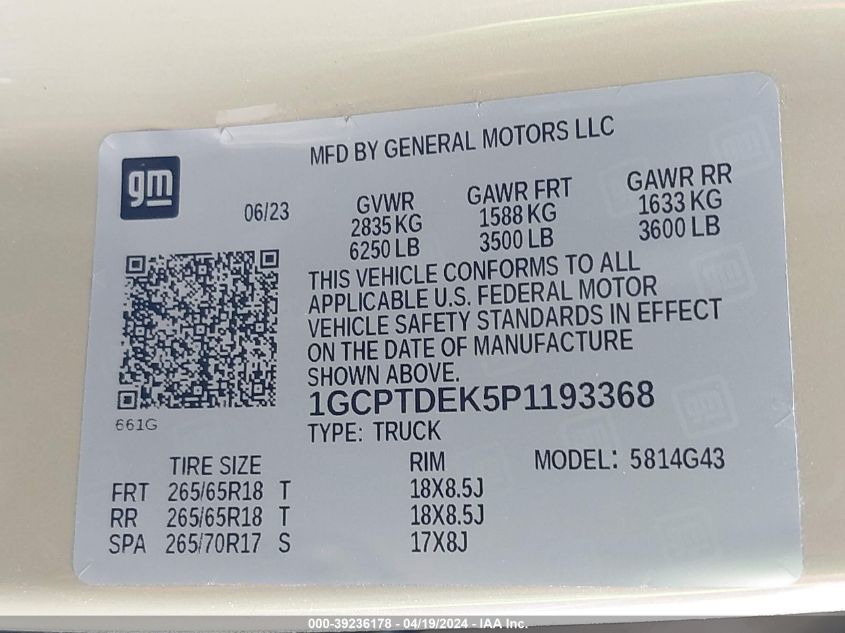 MFD BY GENERAL MOTORS LLC
gm
06/23
GVWR GAWR FRT GAWR RR
2835 KG 1588 KG 1633 KG
6250 LB 3500 LB 3600 LB
THIS VEHICLE CONFORMS TO ALL
APPLICABLE U.S. FEDERAL MOTOR
VEHICLE SAFETY STANDARDS IN EFFECT
ON THE DATE OF MANUFACTURE
SHOWN ABOVE.
1GCPTDEK5P1193368
661G
TYPE: TRUCK
TIRE SIZE RIM MODEL: 5814G43
FRT 265/65R18 T 18X8.5J
RR 265/65R18 T 18X8.5J
SPA 265/70R17 S 17X8J
000-39236178 - 04/19/2024 - IAA Inc.